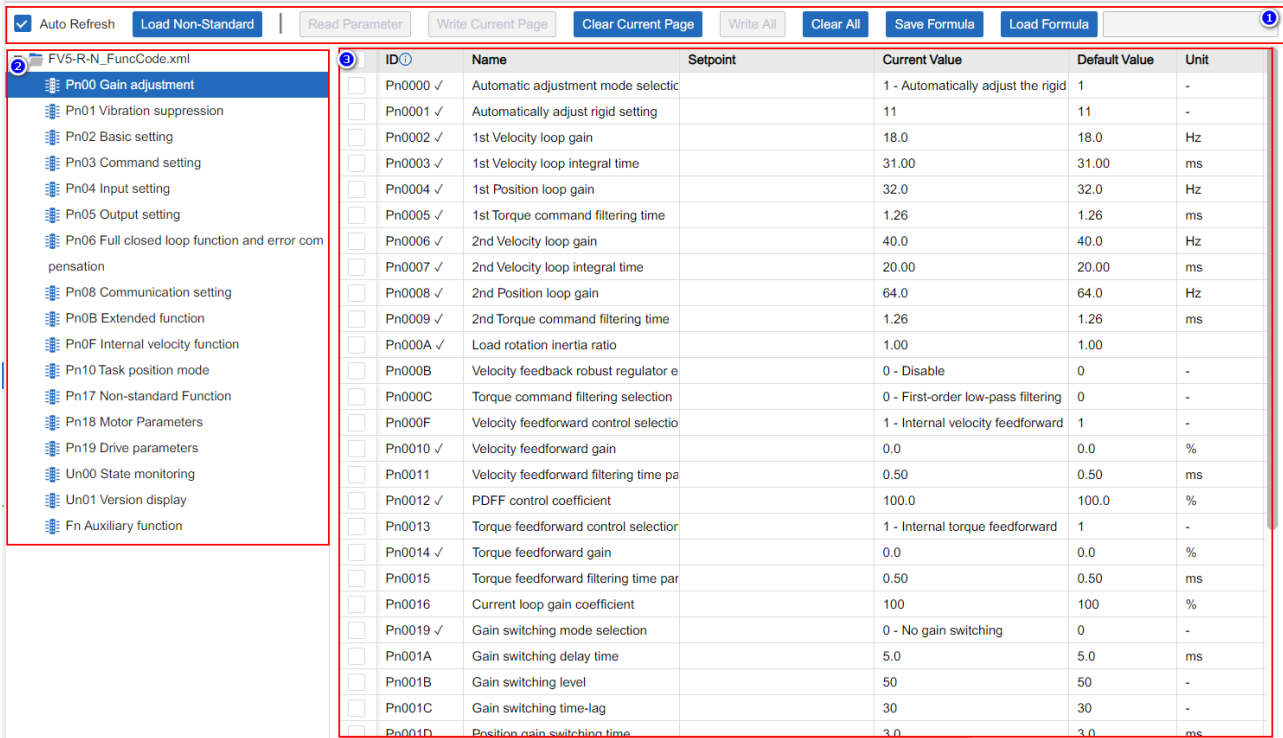 Auto Refresh Load Non-Standard Read Parameter Write Current Page Clear Current Page Write All Clear All Save Formula Load Formula 1
2 FV5-R-N_FuncCode.xml
Pn00 Gain adjustment
Pn01 Vibration suppression
Pn02 Basic setting
Pn03 Command setting
Pn04 Input setting
Pn05 Output setting
Pn06 Full closed loop function and error com
pensation
Pn08 Communication setting
Pn0B Extended function
Pn0F Internal velocity function
Pn10 Task position mode
Pn17 Non-standard Function
Pn18 Motor Parameters
Pn19 Drive parameters
Un00 State monitoring
Un01 Version display
Fn Auxiliary function
3 ID Name Setpoint Current Value Default Value Unit
Pn0000 ✓ Automatic adjustment mode selectic 1 - Automatically adjust the rigid 1 -
Pn0001 ✓ Automatically adjust rigid setting 11 11 -
Pn0002 ✓ 1st Velocity loop gain 18.0 18.0 Hz
Pn0003 ✓ 1st Velocity loop integral time 31.00 31.00 ms
Pn0004 ✓ 1st Position loop gain 32.0 32.0 Hz
Pn0005 ✓ 1st Torque command filtering time 1.26 1.26 ms
Pn0006 ✓ 2nd Velocity loop gain 40.0 40.0 Hz
Pn0007 ✓ 2nd Velocity loop integral time 20.00 20.00 ms
Pn0008 ✓ 2nd Position loop gain 64.0 64.0 Hz
Pn0009 ✓ 2nd Torque command filtering time 1.26 1.26 ms
Pn000A ✓ Load rotation inertia ratio 1.00 1.00
Pn000B Velocity feedback robust regulator e 0 - Disable 0 -
Pn000C Torque command filtering selection 0 - First-order low-pass filtering 0 -
Pn000F Velocity feedforward control selectio 1 - Internal velocity feedforward 1 -
Pn0010 ✓ Velocity feedforward gain 0.0 0.0 %
Pn0011 Velocity feedforward filtering time pa 0.50 0.50 ms
Pn0012 ✓ PDFF control coefficient 100.0 100.0 %
Pn0013 Torque feedforward control selection 1 - Internal torque feedforward 1 -
Pn0014 ✓ Torque feedforward gain 0.0 0.0 %
Pn0015 Torque feedforward filtering time par 0.50 0.50 ms
Pn0016 Current loop gain coefficient 100 100 %
Pn0019 ✓ Gain switching mode selection 0 - No gain switching 0 -
Pn001A Gain switching delay time 5.0 5.0 ms
Pn001B Gain switching level 50 50 -
Pn001C Gain switching time-lag 30 30 -
Pn001D Position gain switching time 3.0 3.0 ms